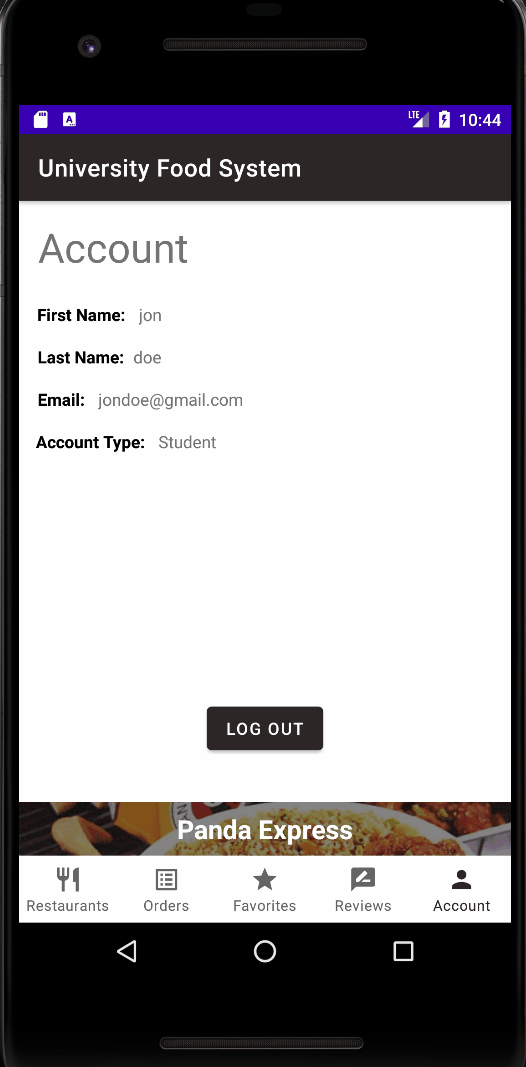 LTE 10:44
University Food System
Account
First Name: jon
Last Name: doe
Email: jondoe@gmail.com
Account Type: Student
LOG OUT
Panda Express
Restaurants Orders Favorites Reviews Account